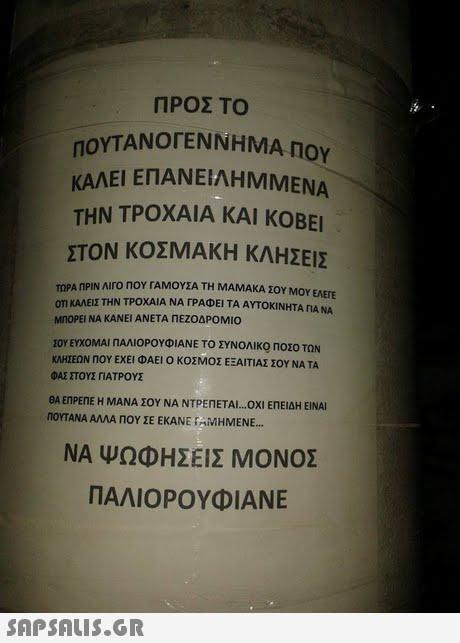 ΠΡΟΣ ΤΟ
ΠΟΥΤΑΝΟΓΕΝΝΗΜΑ ΠΟΥ
ΚΑΛΕΙ ΕΠΑΝΕΙΛΗΜΜΕΝΑ
ΤΗΝ ΤΡΟΧΑΙΑ ΚΑΙ ΚΟΒΕΙ
ΣΤΟΝ ΚΟΣΜΑΚΗ ΚΛΗΣΕΙΣ
ΤΩΡΑ ΠΡΙΝ ΛΙΓΟ ΠΟΥ ΓΑΜΟΥΣΑ ΤΗ ΜΑΜΑΚΑ ΣΟΥ ΜΟΥ ΕΛΕΓΕ
ΟΤΙ ΚΑΛΕΙΣ ΤΗΝ ΤΡΟΧΑΙΑ ΝΑ ΓΡΑΦΕΙ ΤΑ ΑΥΤΟΚΙΝΗΤΑ ΓΙΑ ΝΑ
ΜΠΟΡΕΙ ΝΑ ΚΑΝΕΙ ΑΝΕΤΑ ΠΕΖΟΔΡΟΜΙΟ
ΣΟΥ ΕΥΧΟΜΑΙ ΠΑΛΙΟΡΟΥΦΙΑΝΕ ΤΟ ΣΥΝΟΛΙΚΟ ΠΟΣΟ ΤΩΝ
ΚΛΗΣΕΩΝ ΠΟΥ ΕΧΕΙ ΦΑΕΙ Ο ΚΟΣΜΟΣ ΕΞΑΙΤΙΑΣ ΣΟΥ ΝΑ ΤΑ
ΦΑΣ ΣΤΟΥΣ ΓΙΑΤΡΟΥΣ
ΘΑ ΕΠΡΕΠΕ Η ΜΑΝΑ ΣΟΥ ΝΑ ΝΤΡΕΠΕΤΑΙ...ΟΧΙ ΕΠΕΙΔΗ ΕΙΝΑΙ
ΠΟΥΤΑΝΑ ΑΛΛΑ ΠΟΥ ΣΕ ΕΚΑΝΕ ΓΑΜΗΜΕΝΕ...
ΝΑ ΨΩΦΗΣΕΙΣ ΜΟΝΟΣ
ΠΑΛΙΟΡΟΥΦΙΑΝΕ
SAPSALIS.GR